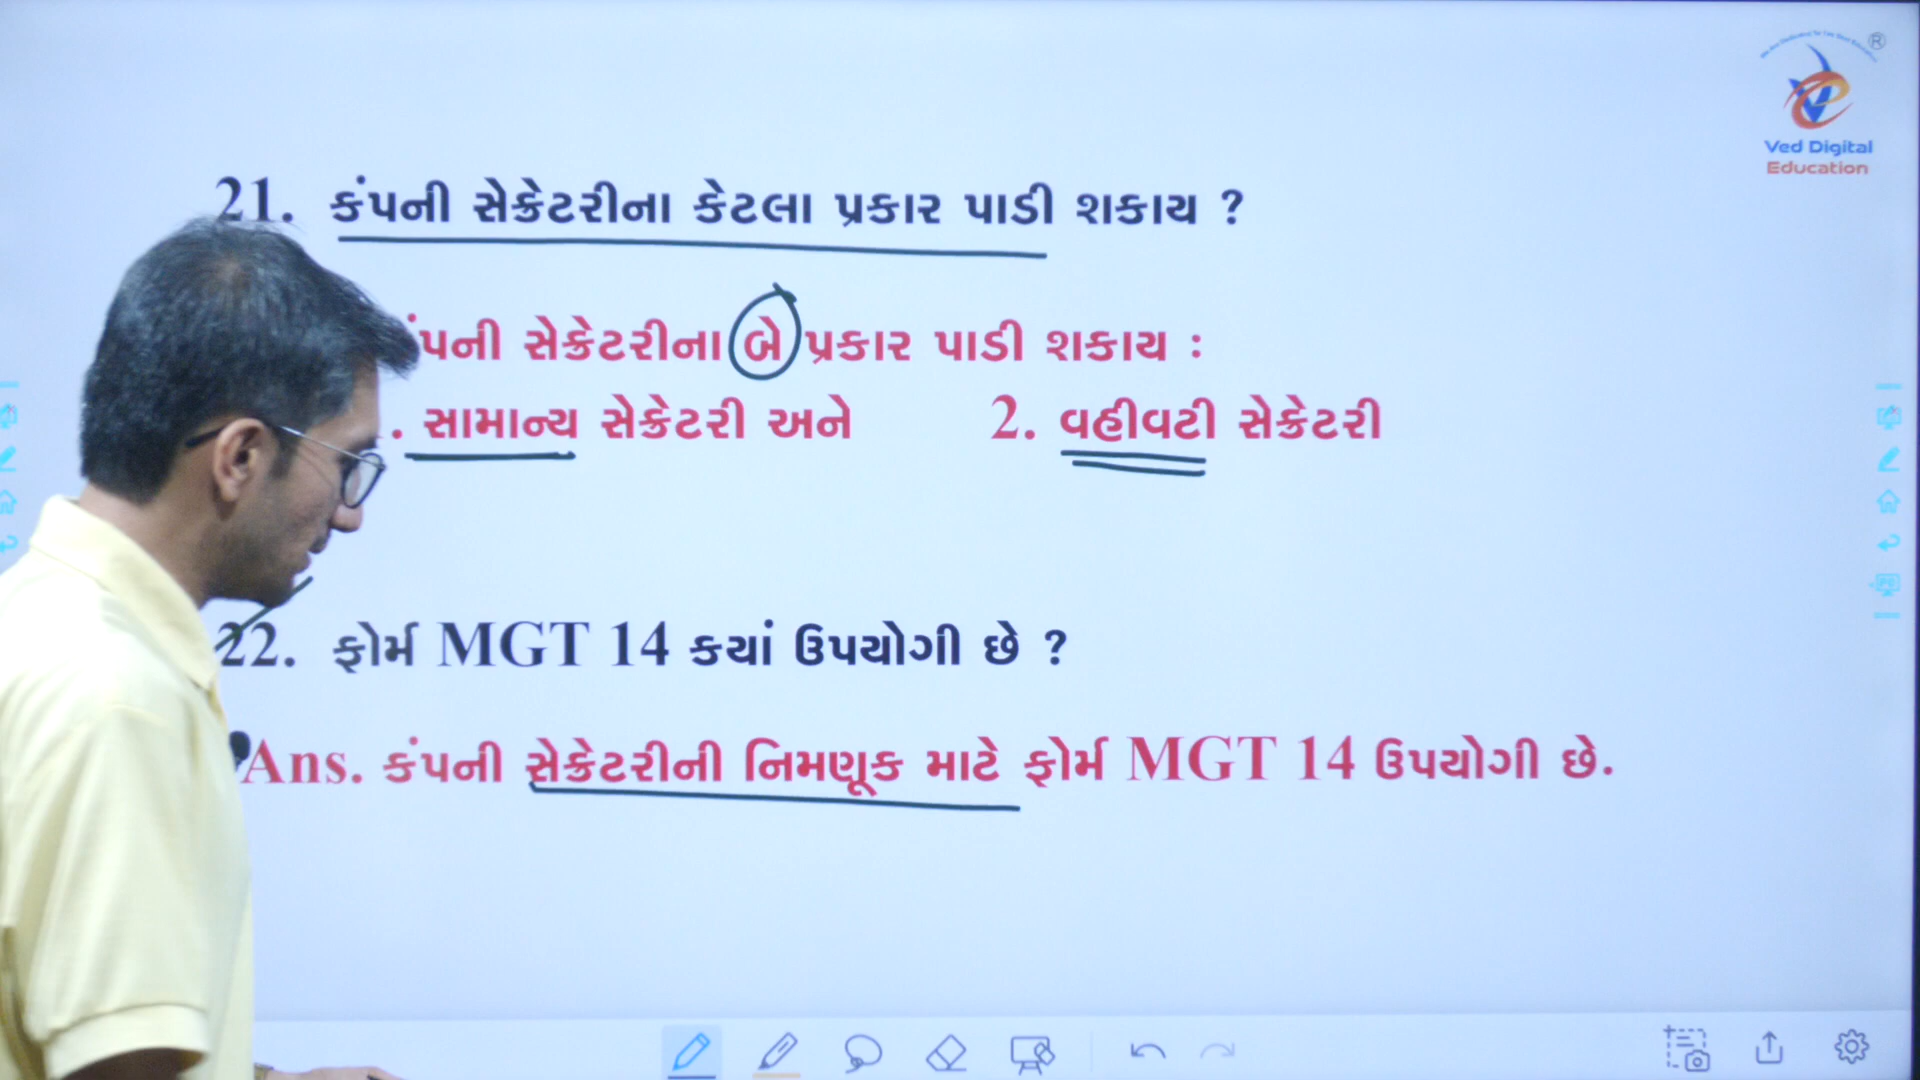 Ved Digital
Education
21. કંપની સેક્રેટરીના કેટલા પ્રકાર પાડી શકાય ?
સેક્રેટરીના બે પ્રકાર પાડી શકાય :
સામાન્ય સેક્રેટરી અને 2. વહીવટી સેક્રેટરી
22. ફોર્મ MGT 14 કયાં ઉપયોગી છે ?
Ans. કંપની સેક્રેટરીની નિમણૂક માટે ફોર્મ MGT 14 ઉપયોગી છે.